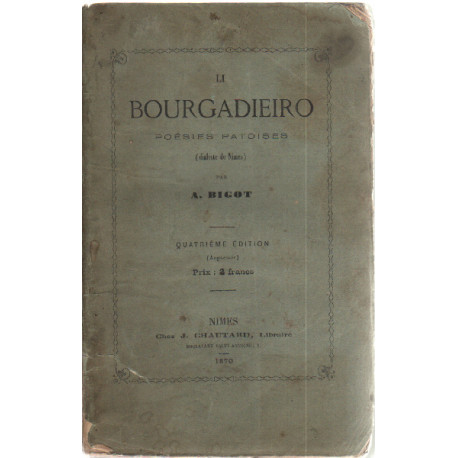 LI
BOURGADIEIRO
POÉSIES PATOISES
(dialecte de Nimes)
PAR
A. BIGOT
QUATRIÈME ÉDITION
(Augmentée)
Prix : 2 francs
NIMES
Chez J. CHAUTARD, Libraire
1870